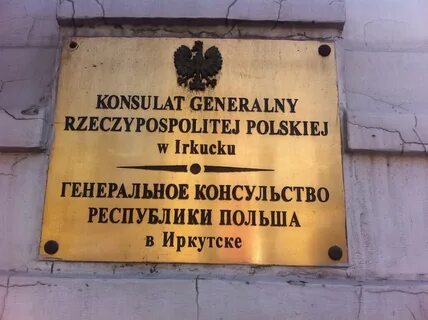 KONSULAT GENERALNY
RZECZYPOSPOLITEJ POLSKIEJ
w Irkucku
ГЕНЕРАЛЬНОЕ КОНСУЛЬСТВО
РЕСПУБЛИКИ ПОЛЬША
в Иркутске